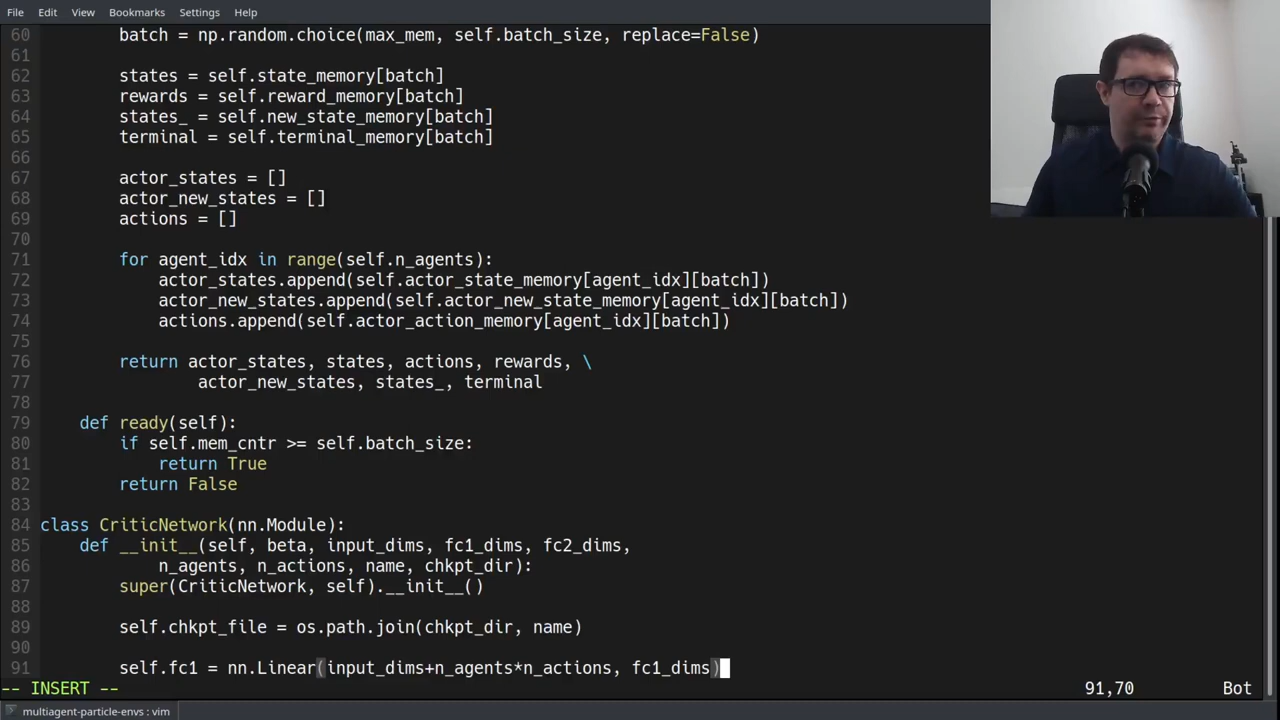 File Edit View Bookmarks Settings Help
60 batch = np.random.choice(max_mem, self.batch_size, replace=False)
61
62 states = self.state_memory[batch]
63 rewards = self.reward_memory[batch]
64 states_ = self.new_state_memory[batch]
65 terminal = self.terminal_memory[batch]
66
67 actor_states = []
68 actor_new_states = []
69 actions = []
70
71 for agent_idx in range(self.n_agents):
72 actor_states.append(self.actor_state_memory[agent_idx][batch])
73 actor_new_states.append(self.actor_new_state_memory[agent_idx][batch])
74 actions.append(self.actor_action_memory[agent_idx][batch])
75
76 return actor_states, states, actions, rewards, \
77 actor_new_states, states_, terminal
78
79 def ready(self):
80 if self.mem_cntr >= self.batch_size:
81 return True
82 return False
83
84 class CriticNetwork(nn.Module):
85 def __init__(self, beta, input_dims, fc1_dims, fc2_dims,
86 n_agents, n_actions, name, chkpt_dir):
87 super(CriticNetwork, self).__init__()
88
89 self.chkpt_file = os.path.join(chkpt_dir, name)
90
91 self.fc1 = nn.Linear(input_dims+n_agents*n_actions, fc1_dims)
-- INSERT -- 91,70 Bot
multiagent-particle-envs : vim